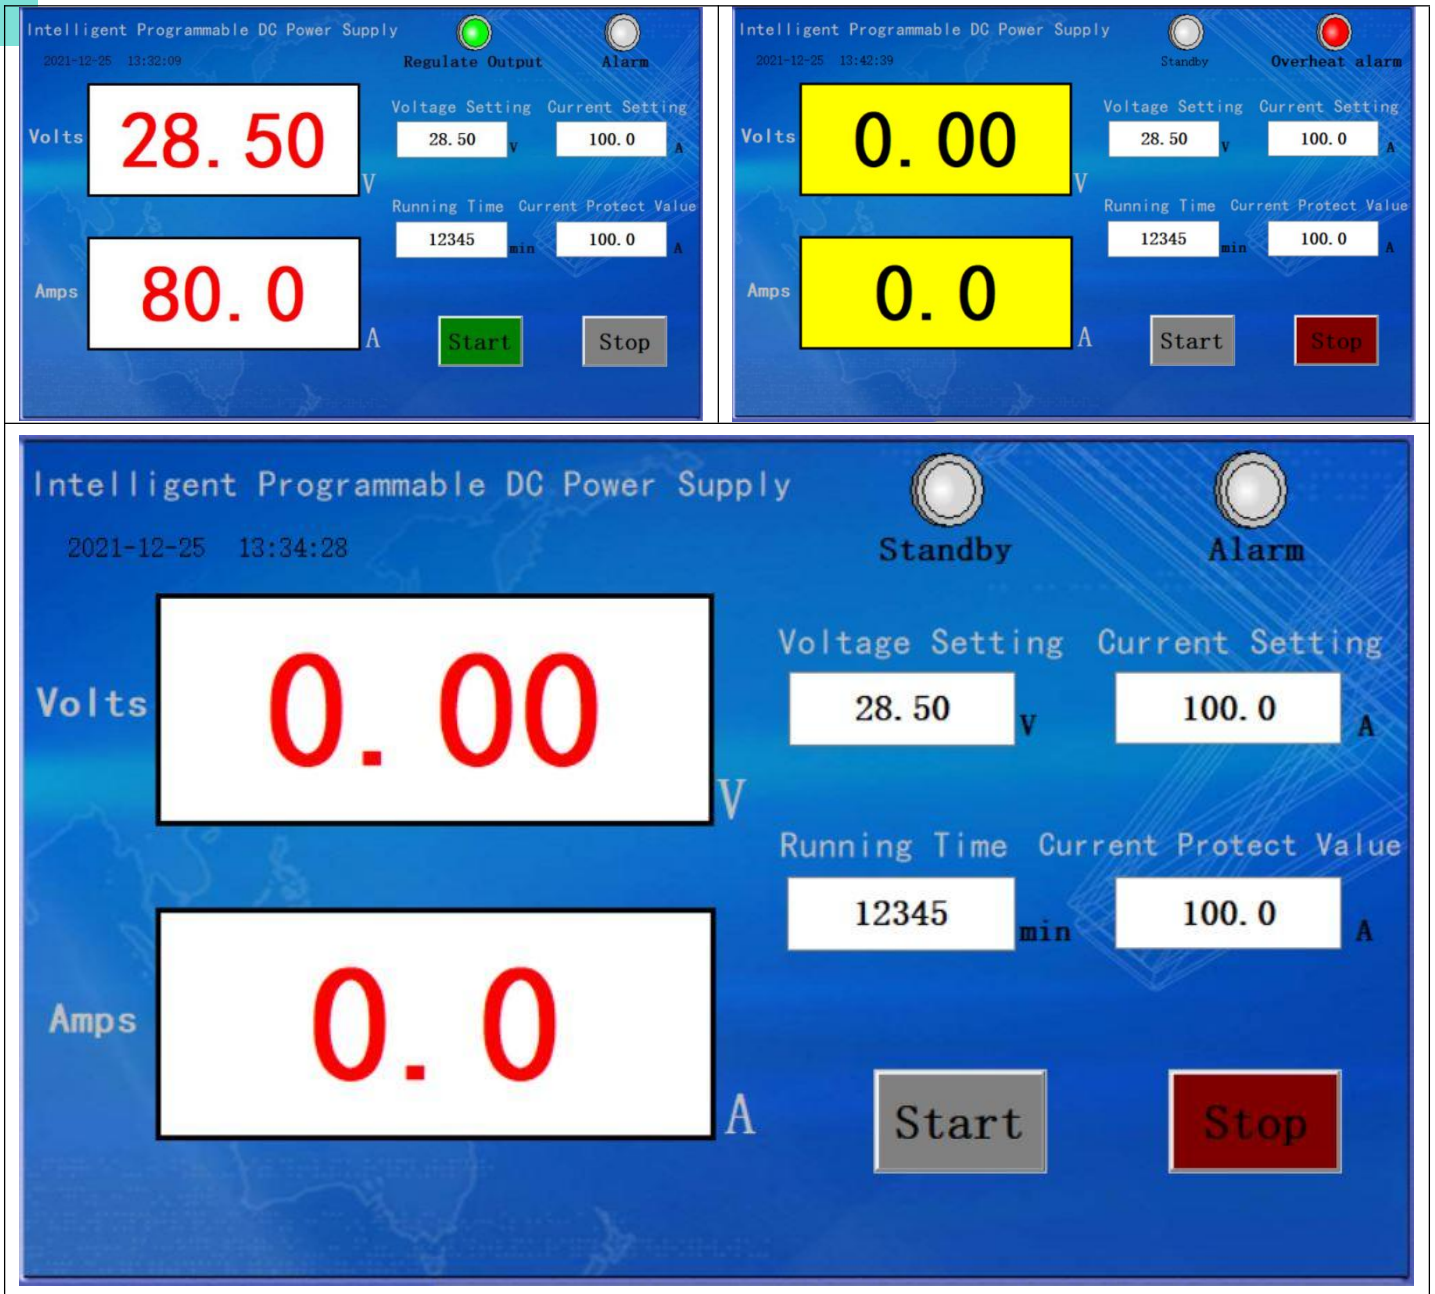 Intelligent Programmable DC Power Supply
2021-12-25 13:32:09
Regulate Output
Alarm
Volts
28.50
V
Voltage Setting
Current Setting
28.50
V
100.0
A
Running Time
Current Protect Value
12345
min
100.0
A
Amps
80.0
A
Start
Stop
Intelligent Programmable DC Power Supply
2021-12-25 13:42:39
Standby
Overheat alarm
Volts
0.00
V
Voltage Setting
Current Setting
28.50
V
100.0
A
Running Time
Current Protect Value
12345
min
100.0
A
Amps
0.0
A
Start
Stop
Intelligent Programmable DC Power Supply
2021-12-25 13:34:28
Standby
Alarm
Volts
0.00
V
Voltage Setting
Current Setting
28.50
V
100.0
A
Running Time
Current Protect Value
12345
min
100.0
A
Amps
0.0
A
Start
Stop